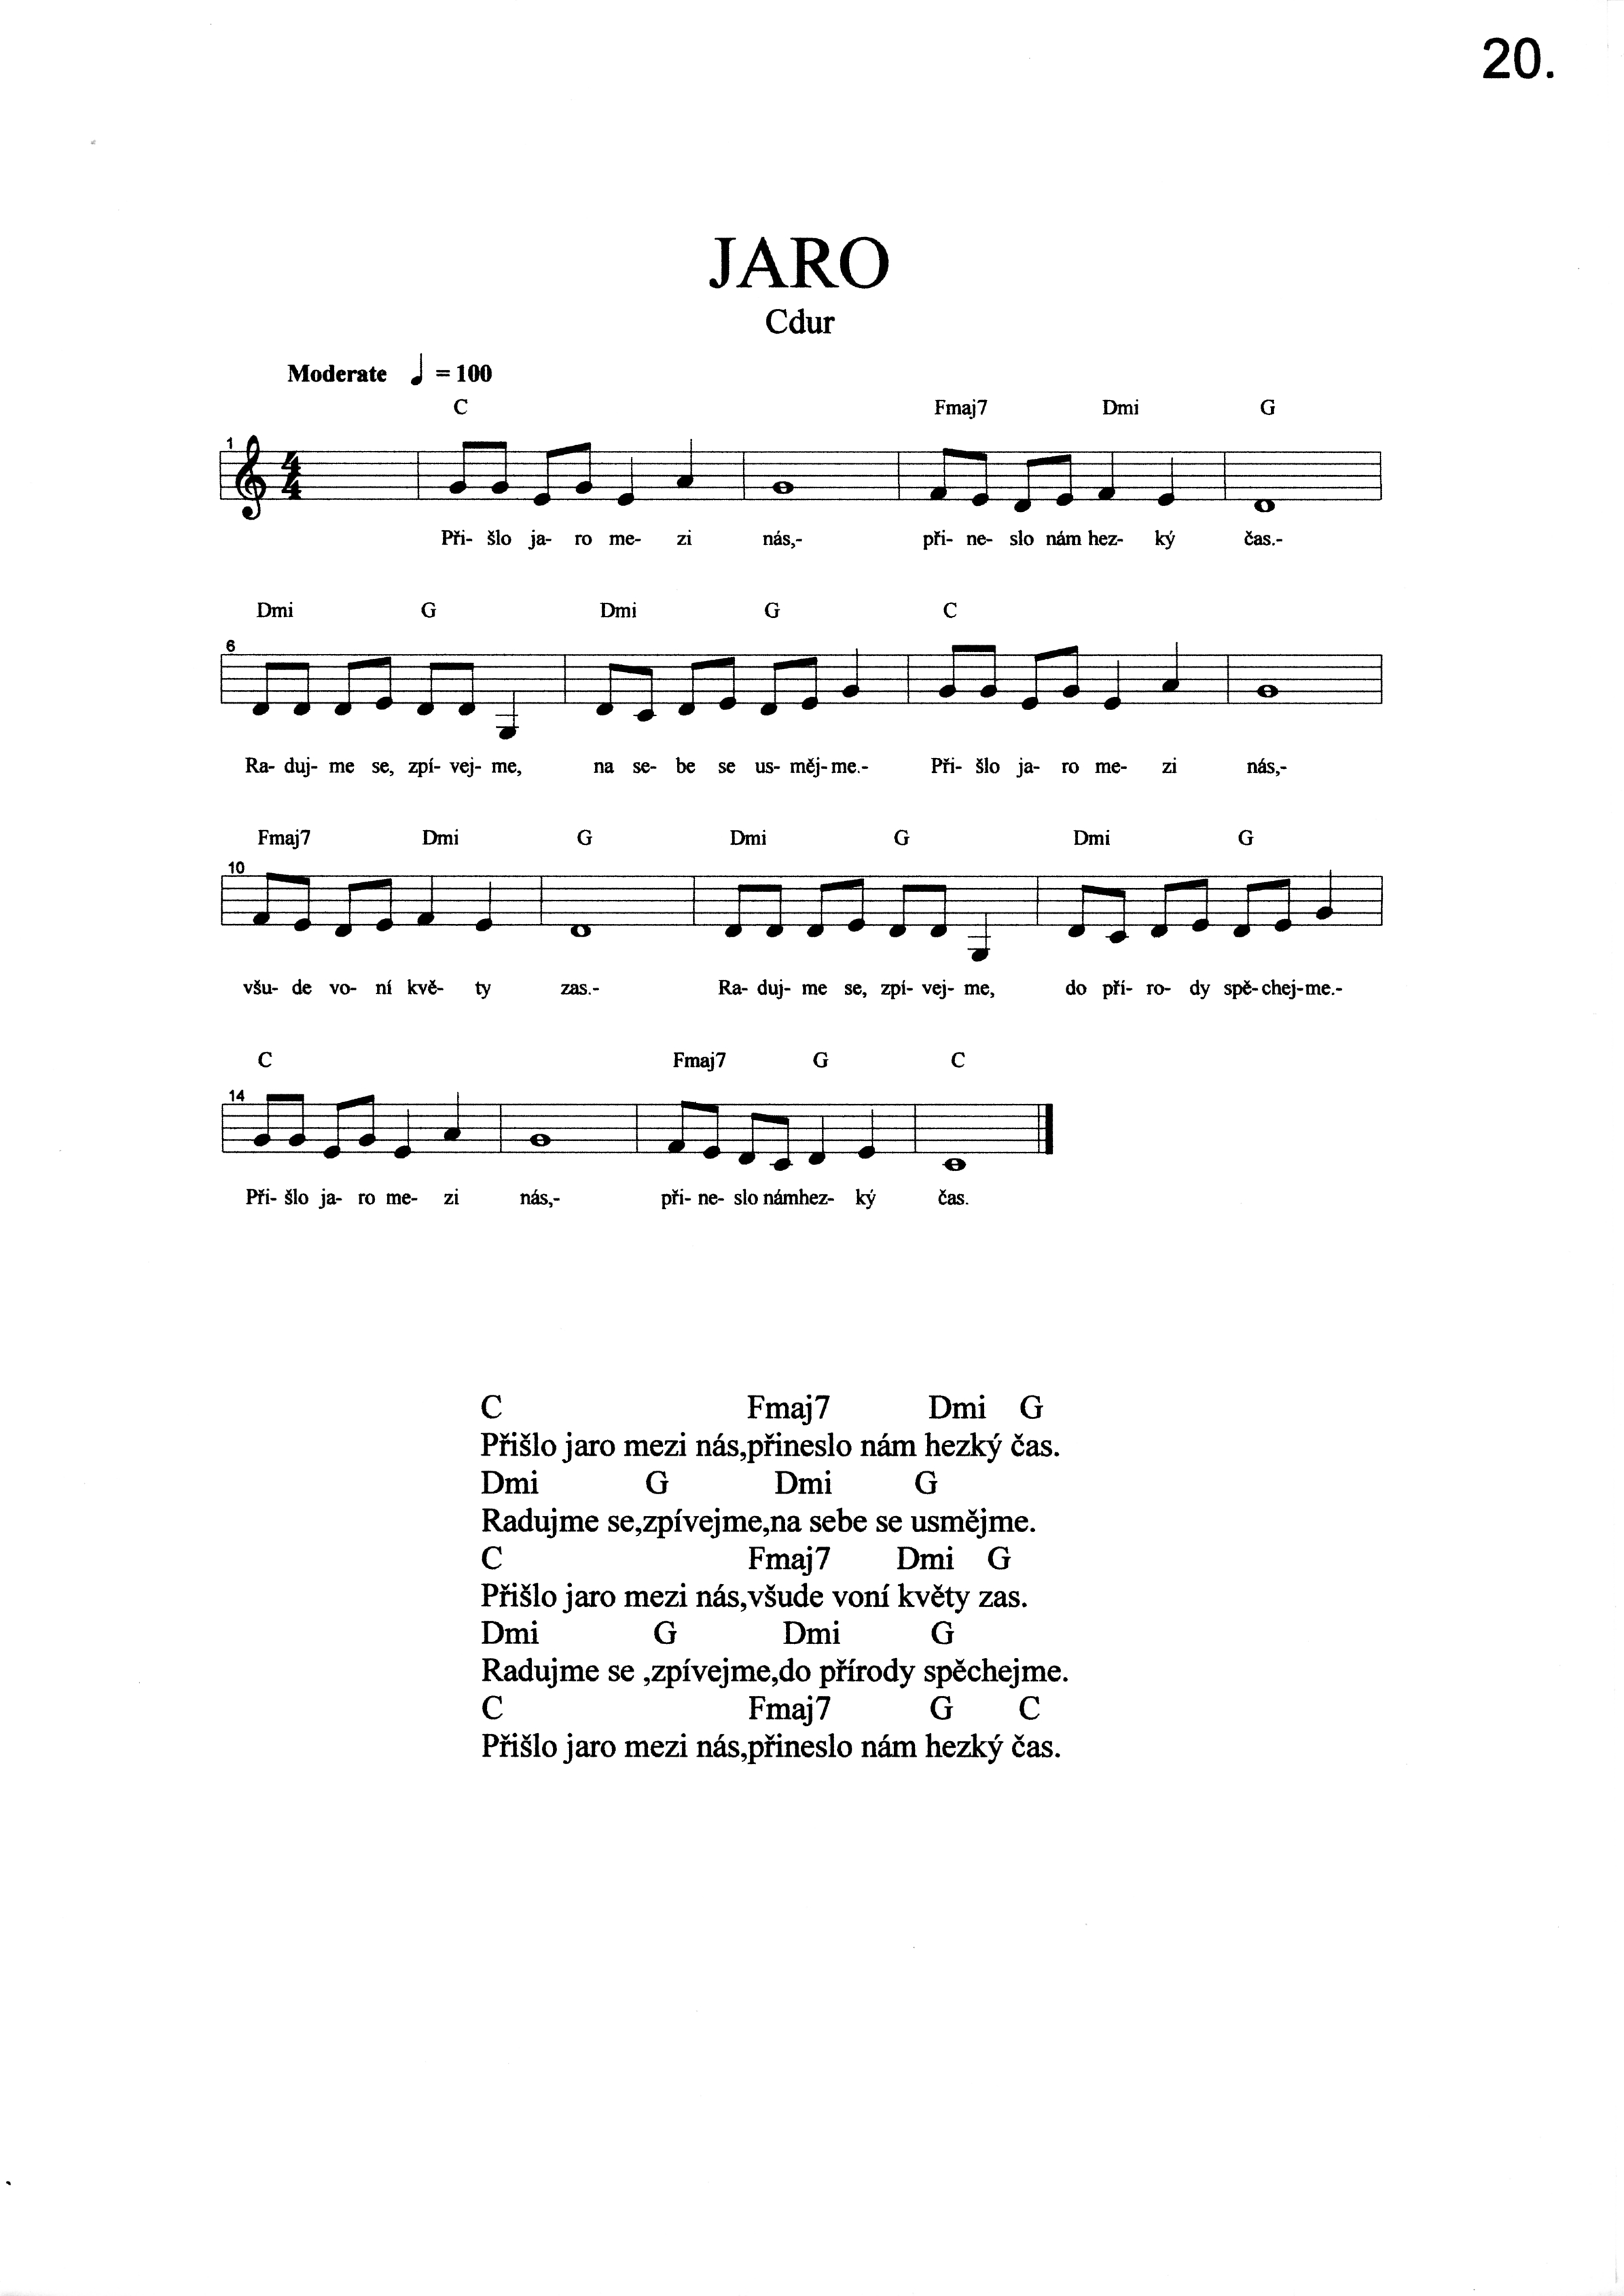 20.
JARO
Cdur
Moderate = 100
C Fmaj7 Dmi G
1
4
4
Při- šlo ja- ro me- zi nás,- při- ne- slo nám hez- ký čas.-
Dmi G Dmi G C
6
Ra- duj- me se, zpí- vej- me, na se- be se us- měj- me.- Při- šlo ja- ro me- zi nás,-
Fmaj7 Dmi G Dmi G Dmi G
10
všu- de vo- ní kvě- ty zas.- Ra- duj- me se, zpí- vej- me, do pří- ro- dy spě- chej- me.-
C Fmaj7 G C
14
Při- šlo ja- ro me- zi nás,- při- ne- slo námhez- ký čas.
C Fmaj7 Dmi G
Přišlo jaro mezi nás,přineslo nám hezký čas.
Dmi G Dmi G
Radujme se,zpívejme,na sebe se usmějme.
C Fmaj7 Dmi G
Přišlo jaro mezi nás,všude voní květy zas.
Dmi G Dmi G
Radujme se ,zpívejme,do přírody spěchejme.
C Fmaj7 G C
Přišlo jaro mezi nás,přineslo nám hezký čas.